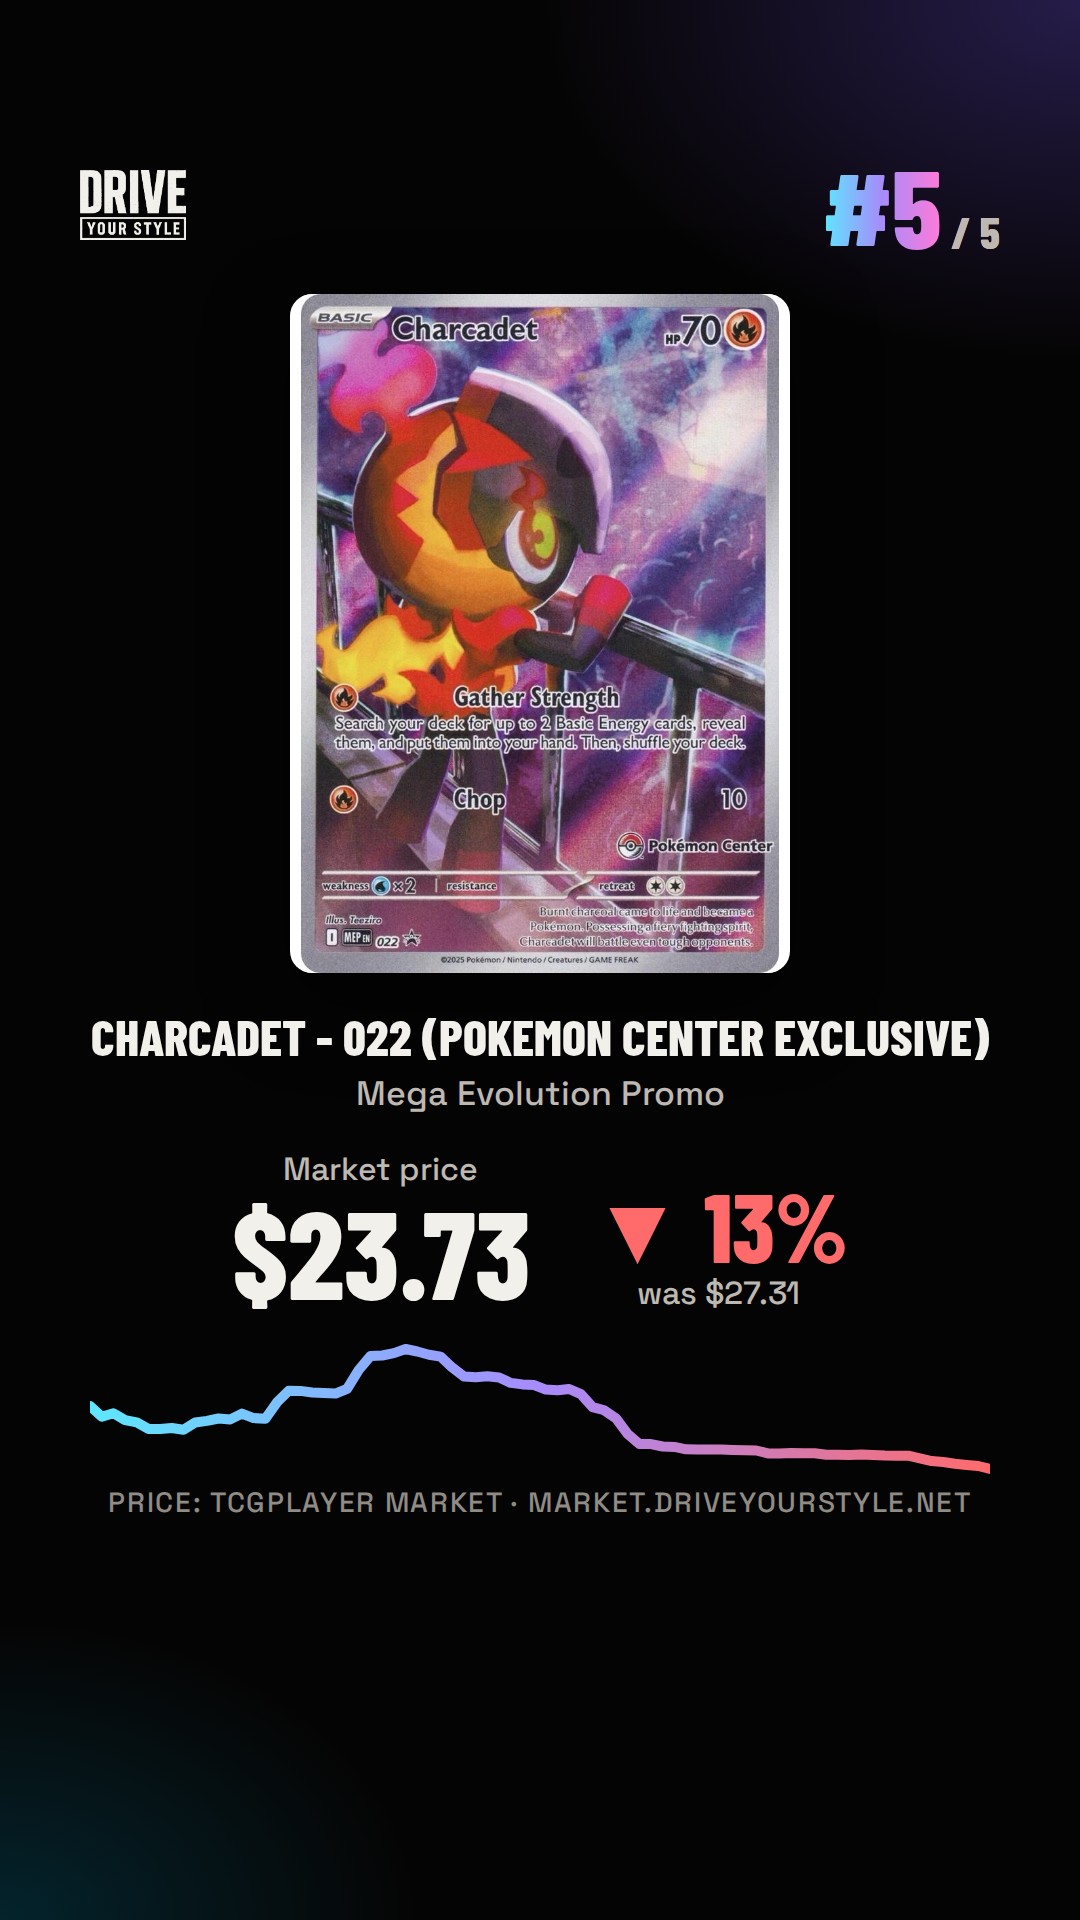 DRIVE
YOUR STYLE
#5 / 5
BASIC Charcadet HP 70
Gather Strength
Search your deck for up to 2 Basic Energy cards, reveal
them, and put them into your hand. Then, shuffle your deck.
Chop 10
Pokémon Center
weakness ×2 resistance retreat
Illus. Teeziro
I MEP EN 022
Burnt charcoal came to life and became a
Pokémon. Possessing a fiery fighting spirit,
Charcadet will battle even tough opponents.
©2025 Pokémon / Nintendo / Creatures / GAME FREAK
CHARCADET - 022 (POKEMON CENTER EXCLUSIVE)
Mega Evolution Promo
Market price
$23.73
▼ 13%
was $27.31
PRICE: TCGPLAYER MARKET · MARKET.DRIVEYOURSTYLE.NET